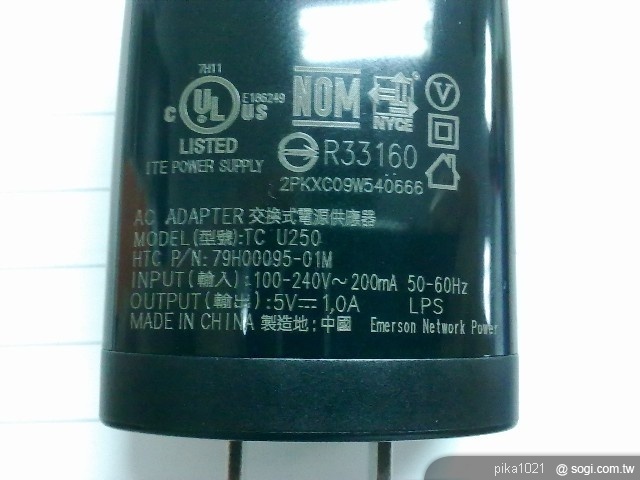 7H11
c UL US E186249
LISTED
ITE POWER SUPPLY
NOM
NYCE
V
R33160
2PKXC09W540666
AC ADAPTER 交換式電源供應器
MODEL(型號):TC U250
HTC P/N: 79H00095-01M
INPUT(輸入):100-240V~ 200mA 50-60Hz
OUTPUT(輸出):5V⎓1.0A LPS
MADE IN CHINA 製造地:中國 Emerson Network Power
pika1021 @ sogi.com.tw